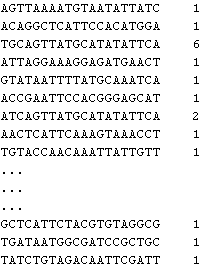 AGTTAAAATGTAATATTATC 1
ACAGGCTCATTCCACATGGA 1
TGCAGTTATGCATATATTCA 6
ATTAGGAAAGGAGATGAACT 1
GTATAATTTTATGCAAATCA 1
ACCGAATTCCACGGGAGCAT 1
ATCAGTTATGCATATATTCA 2
AACTCATTCAAAGTAAACCT 1
TGTACCAACAAATTATTGTT 1
...
...
...
GCTCATTCTACGTGTAGGCG 1
TGATAATGGCGATCCGCTGC 1
TATCTGTAGACAATTCGATT 1